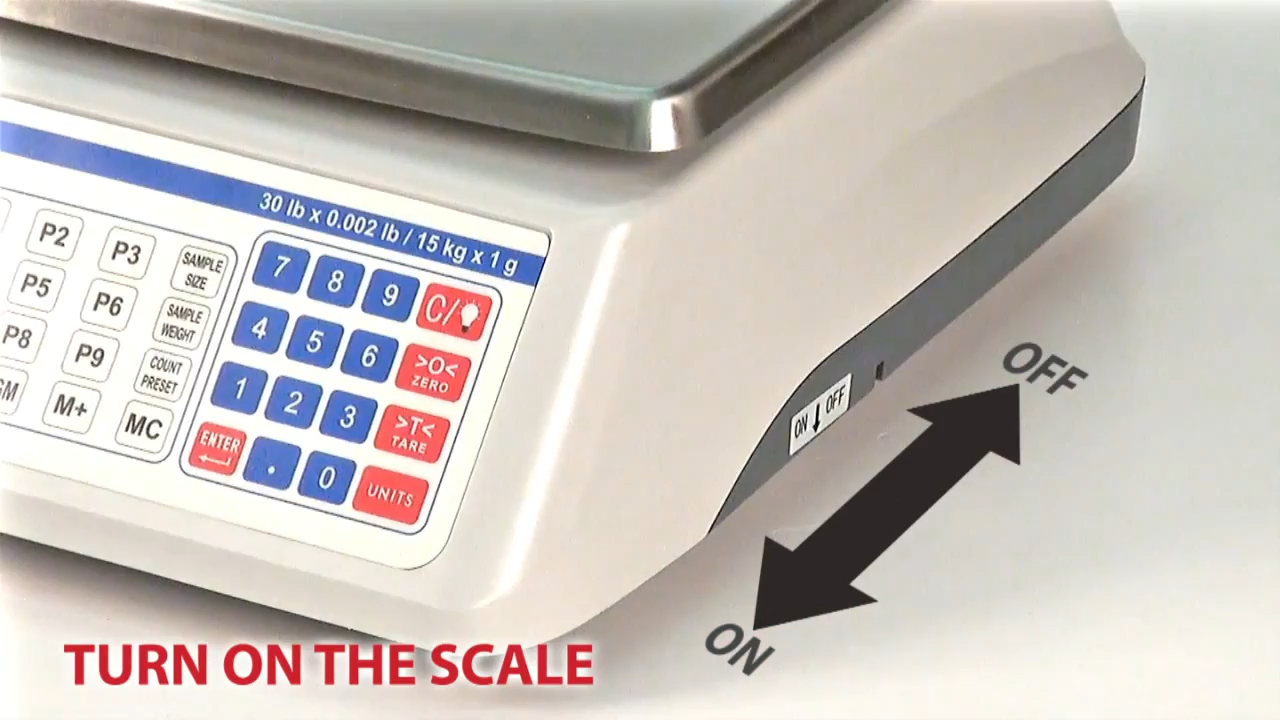 30 lb x 0.002 lb / 15 kg x 1 g
P2 P3 SAMPLE SIZE
P5 P6 SAMPLE WEIGHT
P8 P9 COUNT PRESET
M+ MC
7 8 9 C/
4 5 6 >O< ZERO
1 2 3 >T< TARE
ENTER . 0 UNITS
ON OFF
OFF
ON
TURN ON THE SCALE